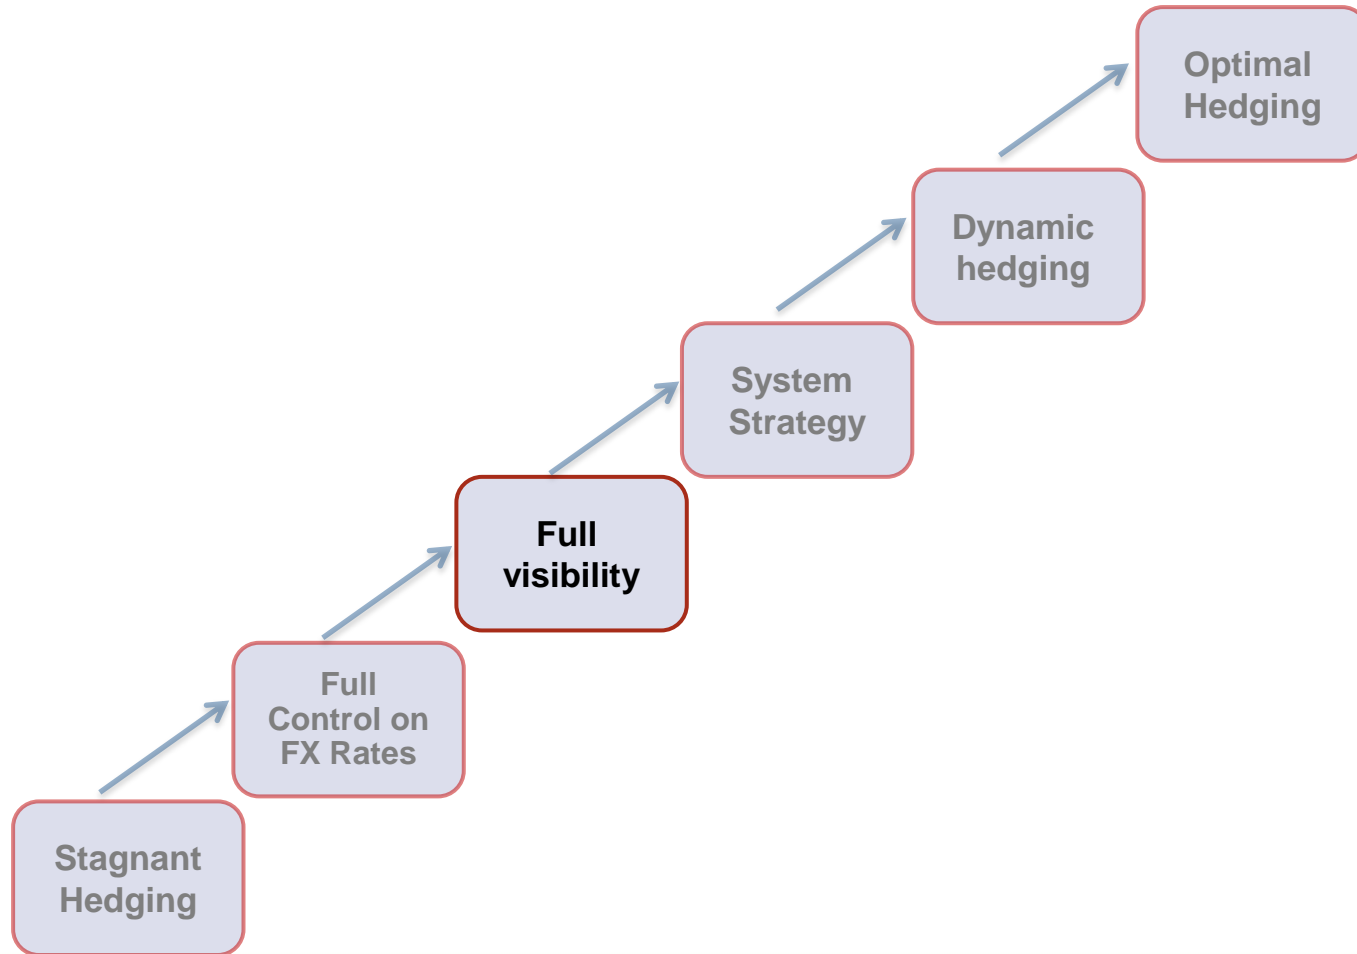 Optimal
Hedging
Dynamic
hedging
System
Strategy
Full
visibility
Full
Control on
FX Rates
Stagnant
Hedging